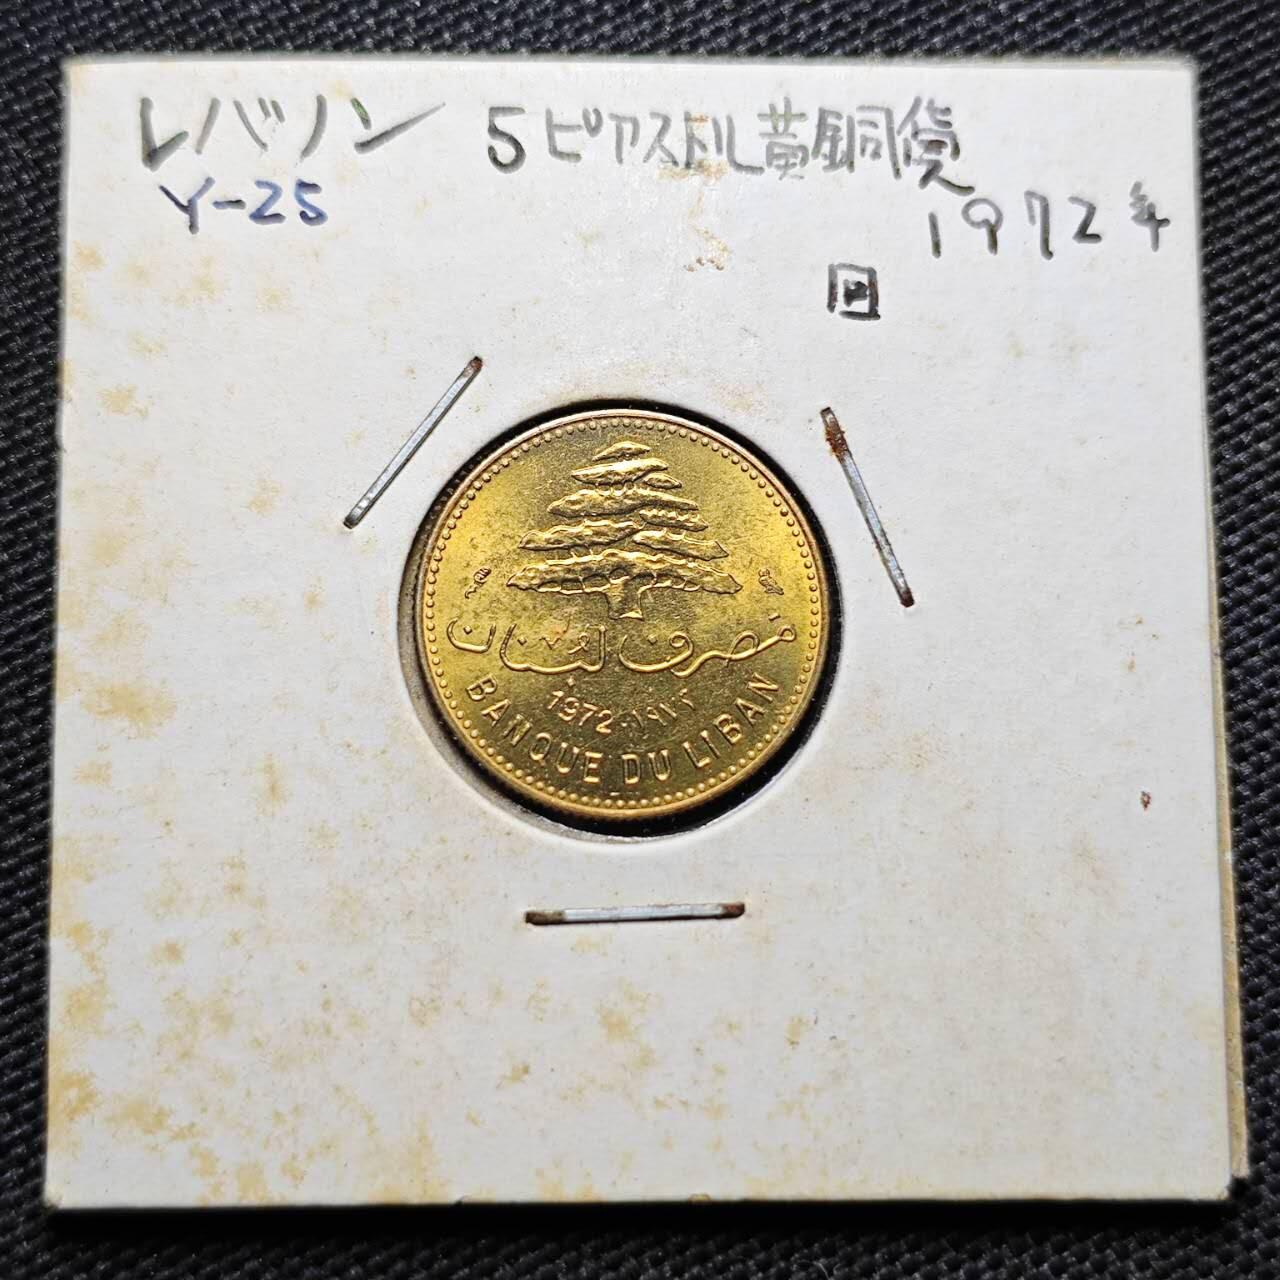 レバノン 5ピアストル黄銅貨
Y-25
1972年
回
مصرف لبنان
1972 - ١٩٧٢
BANQUE DU LIBAN